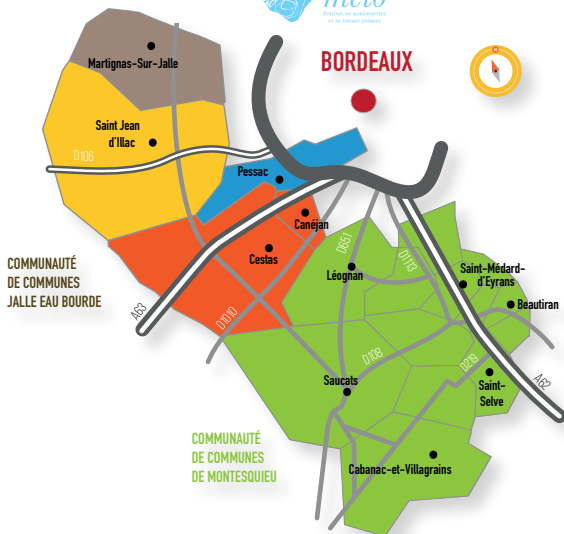 mélo
BORDEAUX
N
Martignas-Sur-Jalle
Saint Jean
d'Illac
D106
Pessac
Canéjan
Cestas
COMMUNAUTÉ
DE COMMUNES
JALLE EAU BOURDE
A63
D1010
D651
D1113
Léognan
Saint-Médard-
d'Eyrans
Beautiran
D108
D219
A62
Saucats
Saint-
Selve
COMMUNAUTÉ
DE COMMUNES
DE MONTESQUIEU
Cabanac-et-Villagrains